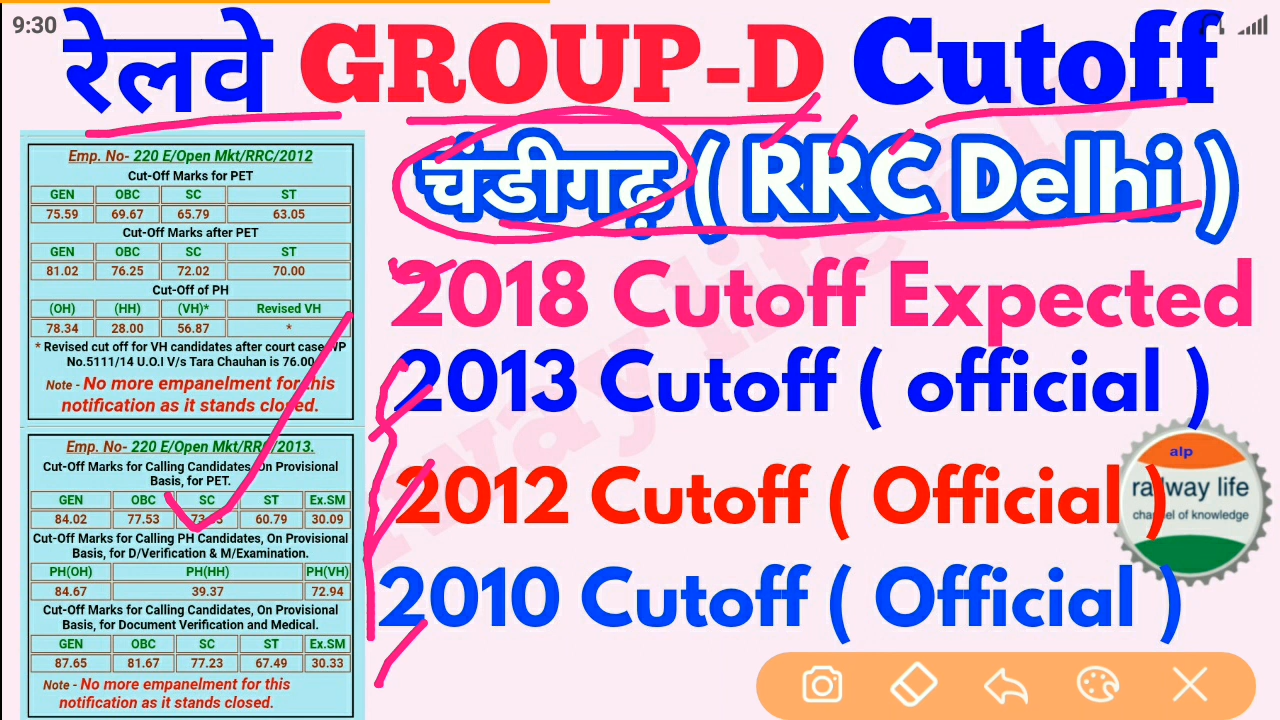 9:30
रेलवे GROUP-D Cutoff
चंडीगढ़ ( RRC Delhi )
2018 Cutoff Expected
2013 Cutoff ( official )
2012 Cutoff ( Official )
2010 Cutoff ( Official )
Emp. No- 220 E/Open Mkt/RRC/2012
Cut-Off Marks for PET
GEN OBC SC ST
75.59 69.67 65.79 63.05
Cut-Off Marks after PET
GEN OBC SC ST
81.02 76.25 72.02 70.00
Cut-Off of PH
(OH) (HH) (VH)* Revised VH
78.34 28.00 56.87 *
* Revised cut off for VH candidates after court case WP
No.5111/14 U.O.I V/s Tara Chauhan is 76.00
Note - No more empanelment for this
notification as it stands closed.
Emp. No- 220 E/Open Mkt/RRC/2013.
Cut-Off Marks for Calling Candidates, On Provisional
Basis, for PET.
GEN OBC SC ST Ex.SM
84.02 77.53 60.79 30.09
Cut-Off Marks for Calling PH Candidates, On Provisional
Basis, for D/Verification & M/Examination.
PH(OH) PH(HH) PH(VH)
84.67 39.37 72.94
Cut-Off Marks for Calling Candidates, On Provisional
Basis, for Document Verification and Medical.
GEN OBC SC ST Ex.SM
87.65 81.67 77.23 67.49 30.33
Note - No more empanelment for this
notification as it stands closed.
alp
railway life
channel of knowledge